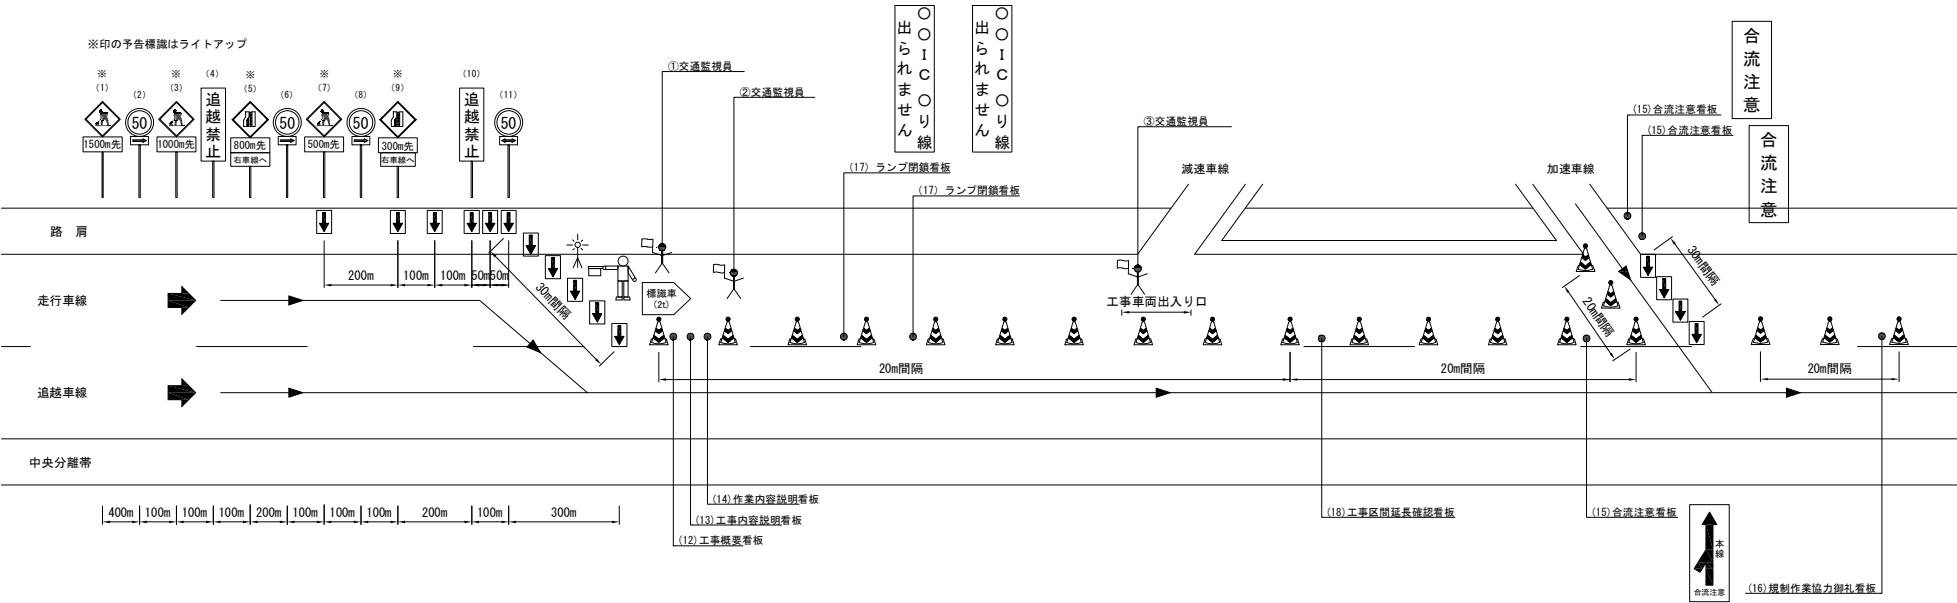 ※印の予告標識はライトアップ
※
(1)
1500m先
(2)
50
※
(3)
1000m先
(4)
追越禁止
※
(5)
800m先
右車線へ
(6)
50
※
(7)
500m先
(8)
50
※
(9)
300m先
右車線へ
(10)
追越禁止
(11)
50
①交通監視員
②交通監視員
○○IC○り線
出られません
○○IC○り線
出られません
③交通監視員
(17) ランプ閉鎖看板
(17) ランプ閉鎖看板
減速車線
加速車線
(15)合流注意看板
(15)合流注意看板
合流注意
合流注意
路 肩
200m
100m
100m
50m
50m
30m間隔
標識車
(2t)
工事車両出入り口
20m間隔
30m間隔
走行車線
20m間隔
20m間隔
20m間隔
追越車線
中央分離帯
400m
100m
100m
100m
200m
100m
100m
100m
200m
100m
300m
(14)作業内容説明看板
(13)工事内容説明看板
(12)工事概要看板
(18)工事区間延長確認看板
(15)合流注意看板
本線
合流注意
(16)規制作業協力御礼看板